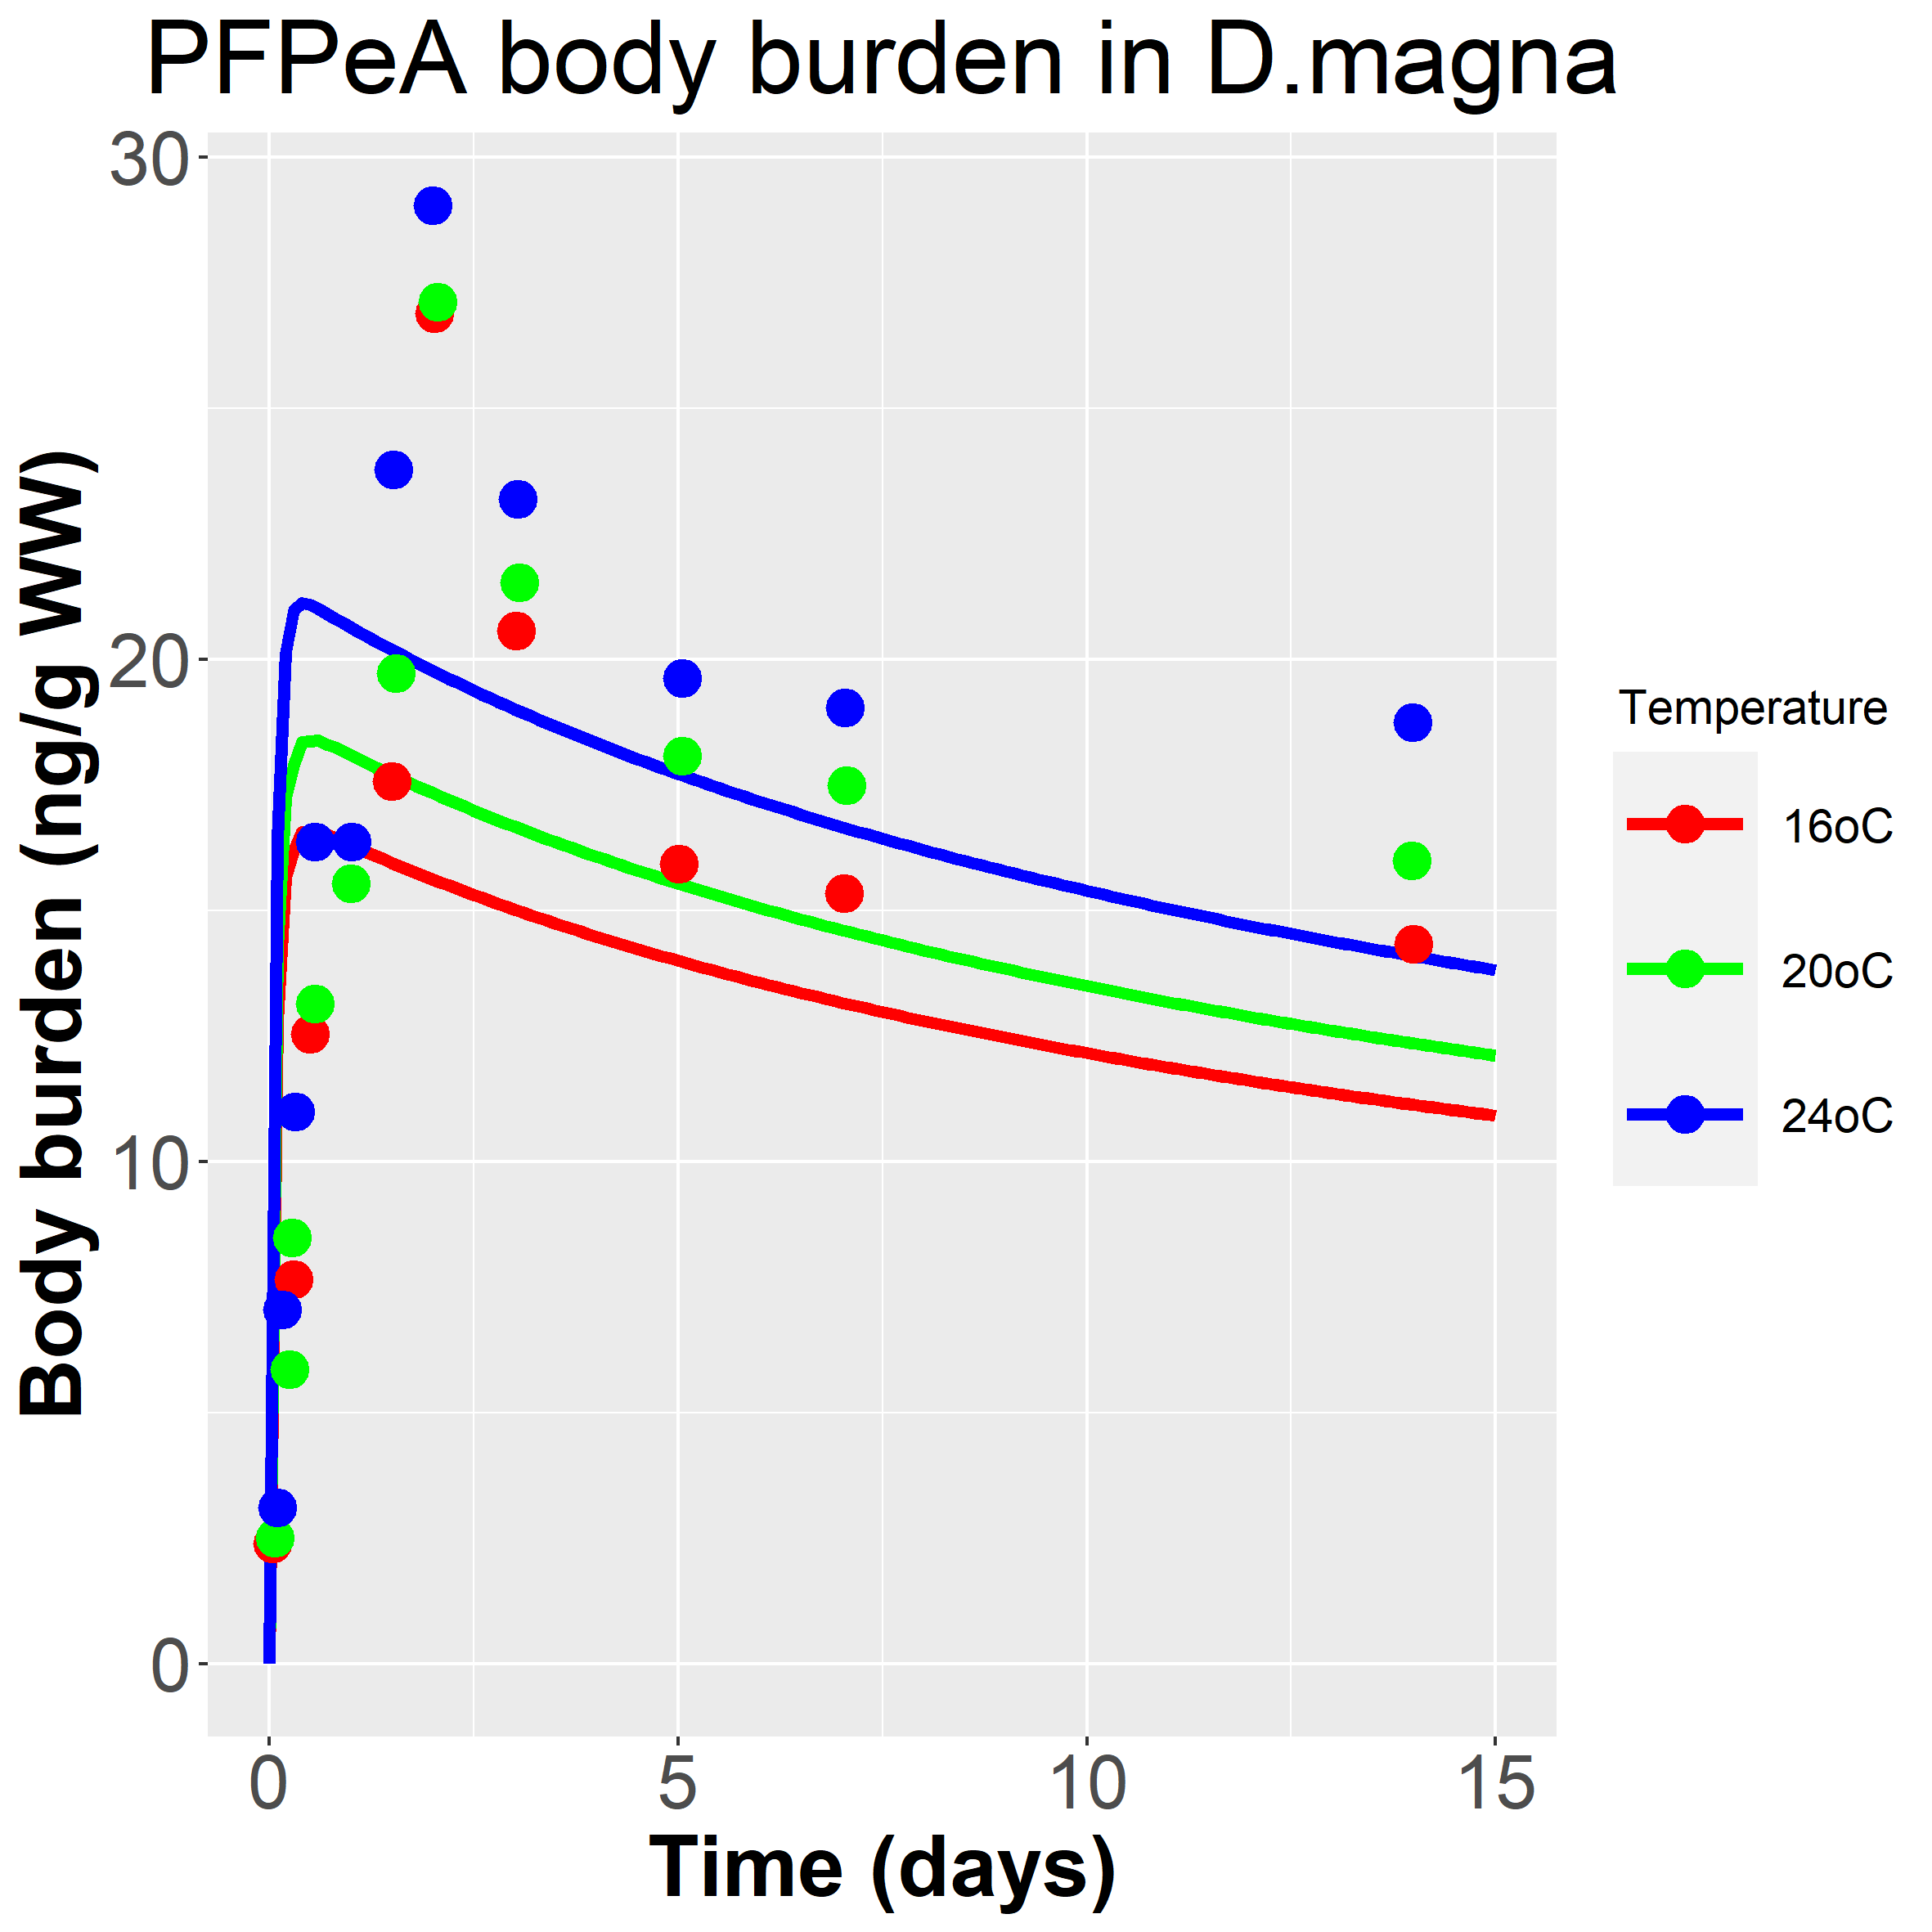 PFPeA body burden in D.magna
Body burden (ng/g WW)
30
20
10
0
0
5
10
15
Time (days)
Temperature
16oC
20oC
24oC